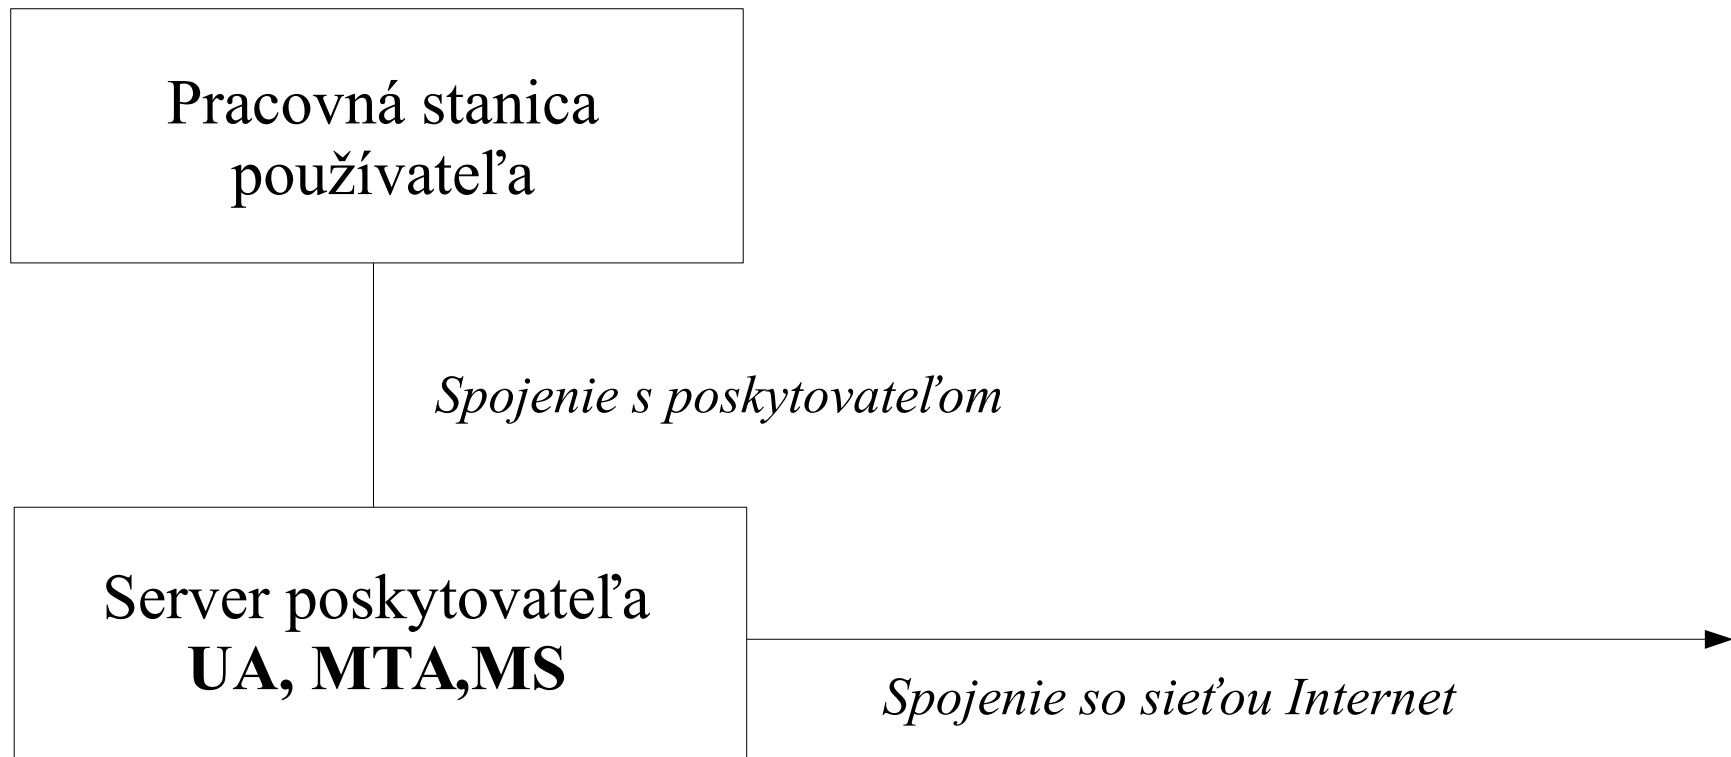 Pracovná stanica
používateľa
Spojenie s poskytovateľom
Server poskytovateľa
UA, MTA,MS
Spojenie so sieťou Internet